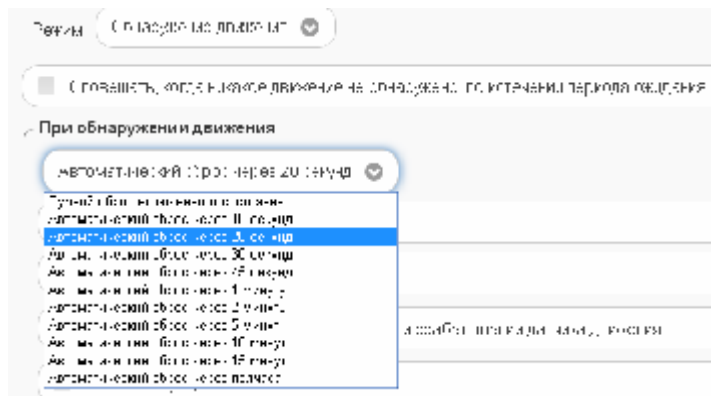 Режим Обнаружение движения
Оповещать, когда никакое движение не обнаружено по истечении периода ожидания
При обнаружении движения
Автоматический сброс через 20 секунд
Автоматический сброс через 10 секунд
Автоматический сброс через 20 секунд
Автоматический сброс через 30 секунд
Автоматический сброс через 45 секунд
Автоматический сброс через 1 минуту
Автоматический сброс через 2 минуты
Автоматический сброс через 5 минут
датчика движения
Автоматический сброс через 10 минут
Автоматический сброс через 15 минут
Автоматический сброс через полчаса